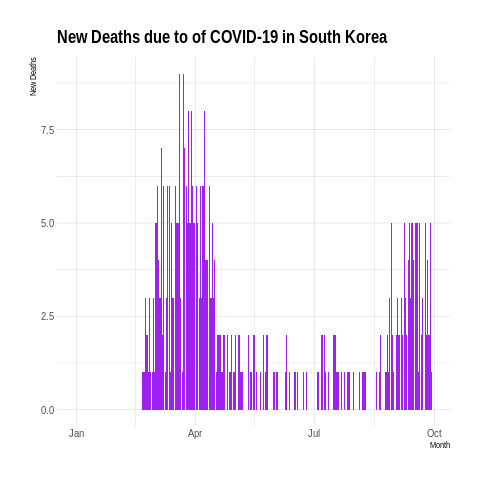 New Deaths due to of COVID-19 in South Korea
New Deaths
7.5
5.0
2.5
0.0
Jan Apr Jul Oct
Month